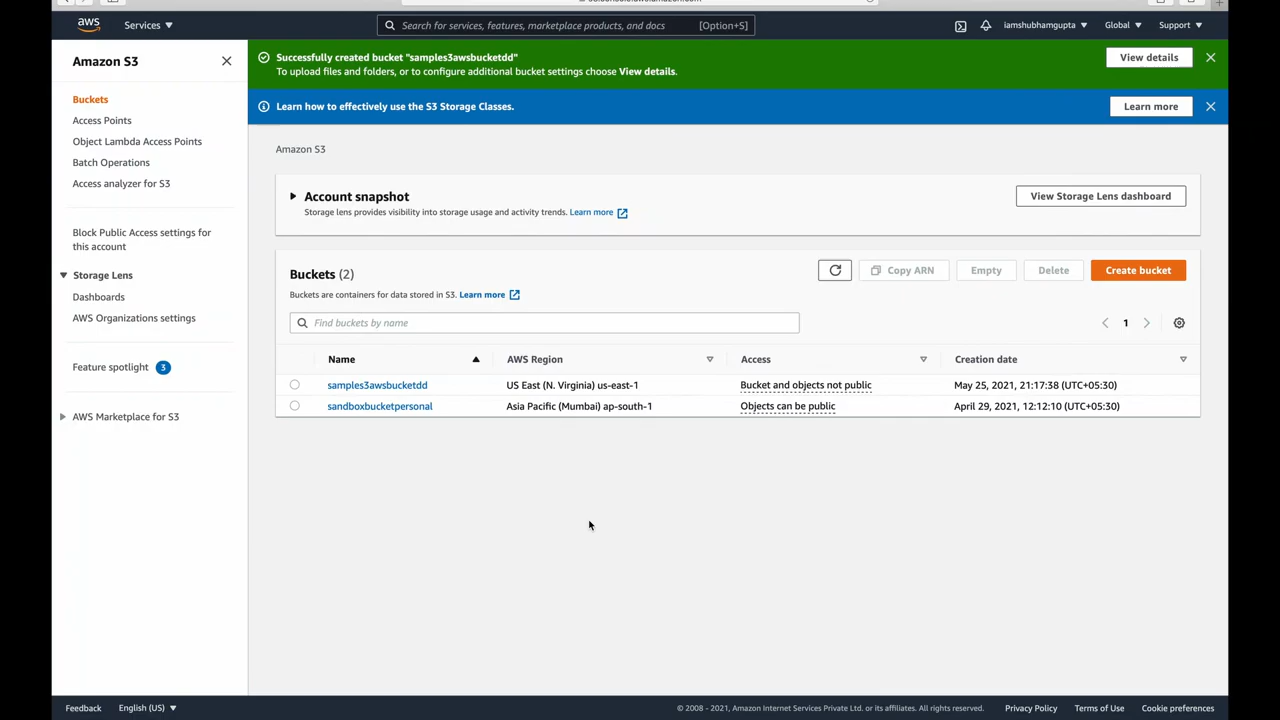 aws
Services
Search for services, features, marketplace products, and docs
[Option+S]
iamshubhamgupta
Global
Support
Amazon S3
Buckets
Access Points
Object Lambda Access Points
Batch Operations
Access analyzer for S3
Block Public Access settings for
this account
Storage Lens
Dashboards
AWS Organizations settings
Feature spotlight 3
AWS Marketplace for S3
Successfully created bucket "samples3awsbucketdd"
To upload files and folders, or to configure additional bucket settings choose View details.
View details
Learn how to effectively use the S3 Storage Classes.
Learn more
Amazon S3
Account snapshot
Storage lens provides visibility into storage usage and activity trends. Learn more
View Storage Lens dashboard
Buckets (2)
Buckets are containers for data stored in S3. Learn more
Copy ARN
Empty
Delete
Create bucket
Find buckets by name
1
Name AWS Region Access Creation date
samples3awsbucketdd US East (N. Virginia) us-east-1 Bucket and objects not public May 25, 2021, 21:17:38 (UTC+05:30)
sandboxbucketpersonal Asia Pacific (Mumbai) ap-south-1 Objects can be public April 29, 2021, 12:12:10 (UTC+05:30)
Feedback
English (US)
© 2008 - 2021, Amazon Internet Services Private Ltd. or its affiliates. All rights reserved.
Privacy Policy
Terms of Use
Cookie preferences